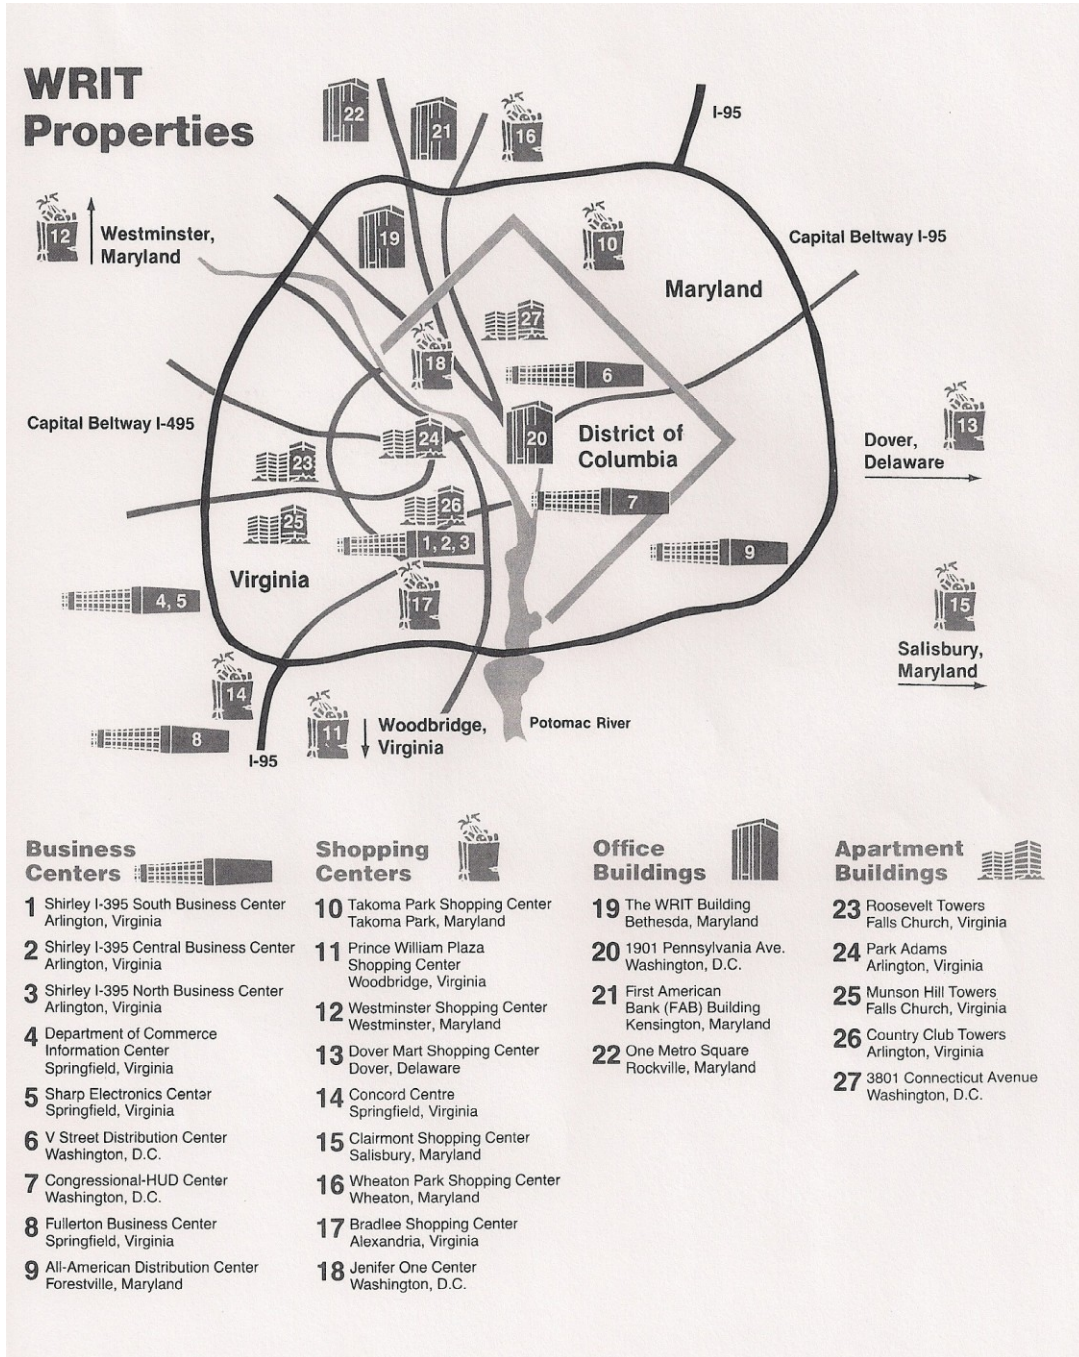 WRIT
Properties
22
21
16
I-95
12
Westminster,
Maryland
19
10
Capital Beltway I-95
Maryland
27
18
6
Capital Beltway I-495
24
20
District of
Columbia
13
Dover,
Delaware
23
26
7
25
1, 2, 3
9
Virginia
4, 5
17
15
Salisbury,
Maryland
14
11
Woodbridge,
Virginia
Potomac River
8
I-95
Business
Centers
1 Shirley I-395 South Business Center
Arlington, Virginia
2 Shirley I-395 Central Business Center
Arlington, Virginia
3 Shirley I-395 North Business Center
Arlington, Virginia
4 Department of Commerce
Information Center
Springfield, Virginia
5 Sharp Electronics Center
Springfield, Virginia
6 V Street Distribution Center
Washington, D.C.
7 Congressional-HUD Center
Washington, D.C.
8 Fullerton Business Center
Springfield, Virginia
9 All-American Distribution Center
Forestville, Maryland
Shopping
Centers
10 Takoma Park Shopping Center
Takoma Park, Maryland
11 Prince William Plaza
Shopping Center
Woodbridge, Virginia
12 Westminster Shopping Center
Westminster, Maryland
13 Dover Mart Shopping Center
Dover, Delaware
14 Concord Centre
Springfield, Virginia
15 Clairmont Shopping Center
Salisbury, Maryland
16 Wheaton Park Shopping Center
Wheaton, Maryland
17 Bradlee Shopping Center
Alexandria, Virginia
18 Jenifer One Center
Washington, D.C.
Office
Buildings
19 The WRIT Building
Bethesda, Maryland
20 1901 Pennsylvania Ave.
Washington, D.C.
21 First American
Bank (FAB) Building
Kensington, Maryland
22 One Metro Square
Rockville, Maryland
Apartment
Buildings
23 Roosevelt Towers
Falls Church, Virginia
24 Park Adams
Arlington, Virginia
25 Munson Hill Towers
Falls Church, Virginia
26 Country Club Towers
Arlington, Virginia
27 3801 Connecticut Avenue
Washington, D.C.